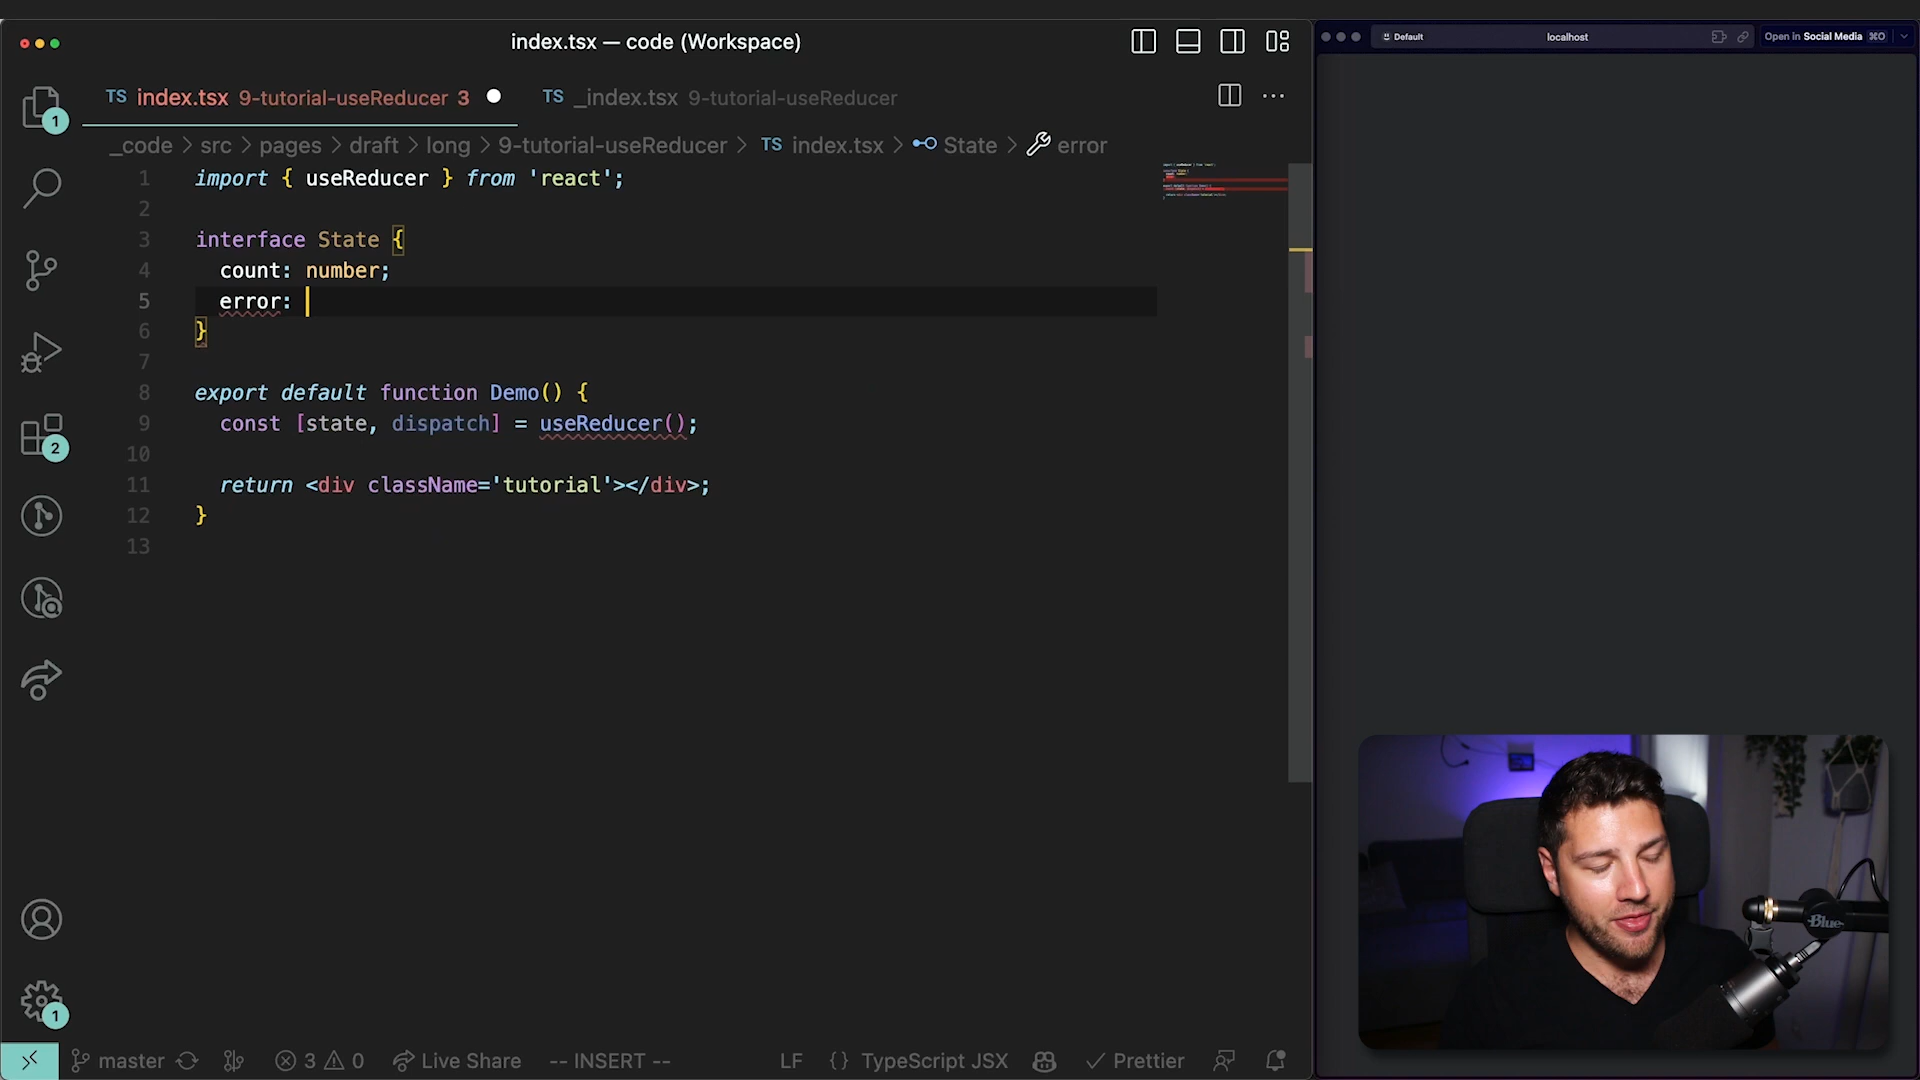 index.tsx — code (Workspace)
TS index.tsx 9-tutorial-useReducer 3
TS _index.tsx 9-tutorial-useReducer
_code > src > pages > draft > long > 9-tutorial-useReducer > TS index.tsx > State > error
1 import { useReducer } from 'react';
2
3 interface State {
4 count: number;
5 error:
6 }
7
8 export default function Demo() {
9 const [state, dispatch] = useReducer();
10
11 return <div className='tutorial'></div>;
12 }
13
1
2
1
master
3 0
Live Share
-- INSERT --
LF
{} TypeScript JSX
Prettier
Default
localhost
Open in Social Media ⌘O
Blue